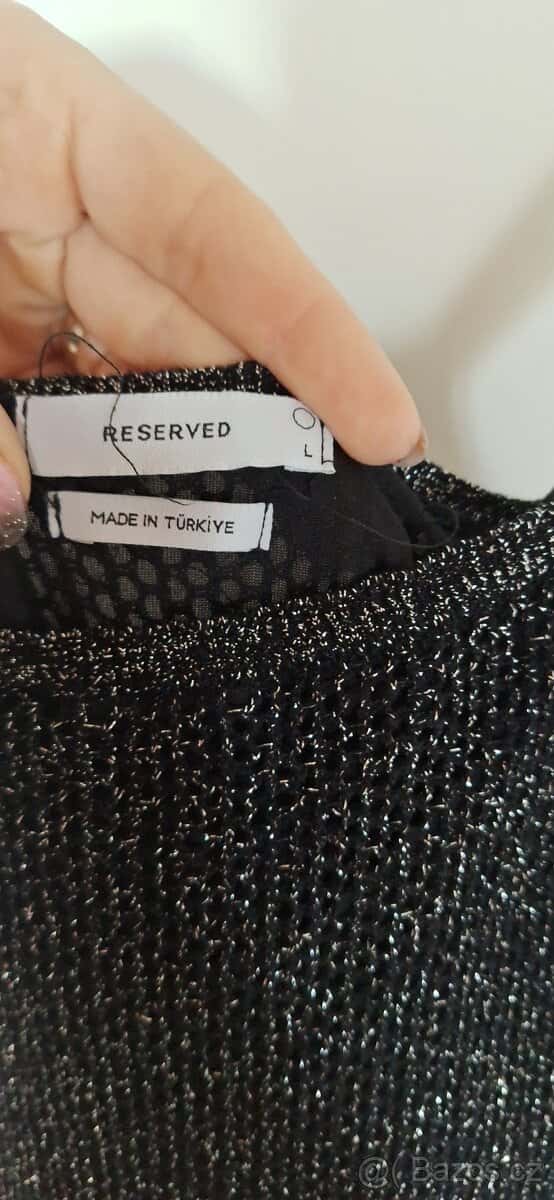 RESERVED
L
MADE IN TÜRKİYE
Bazos.cz